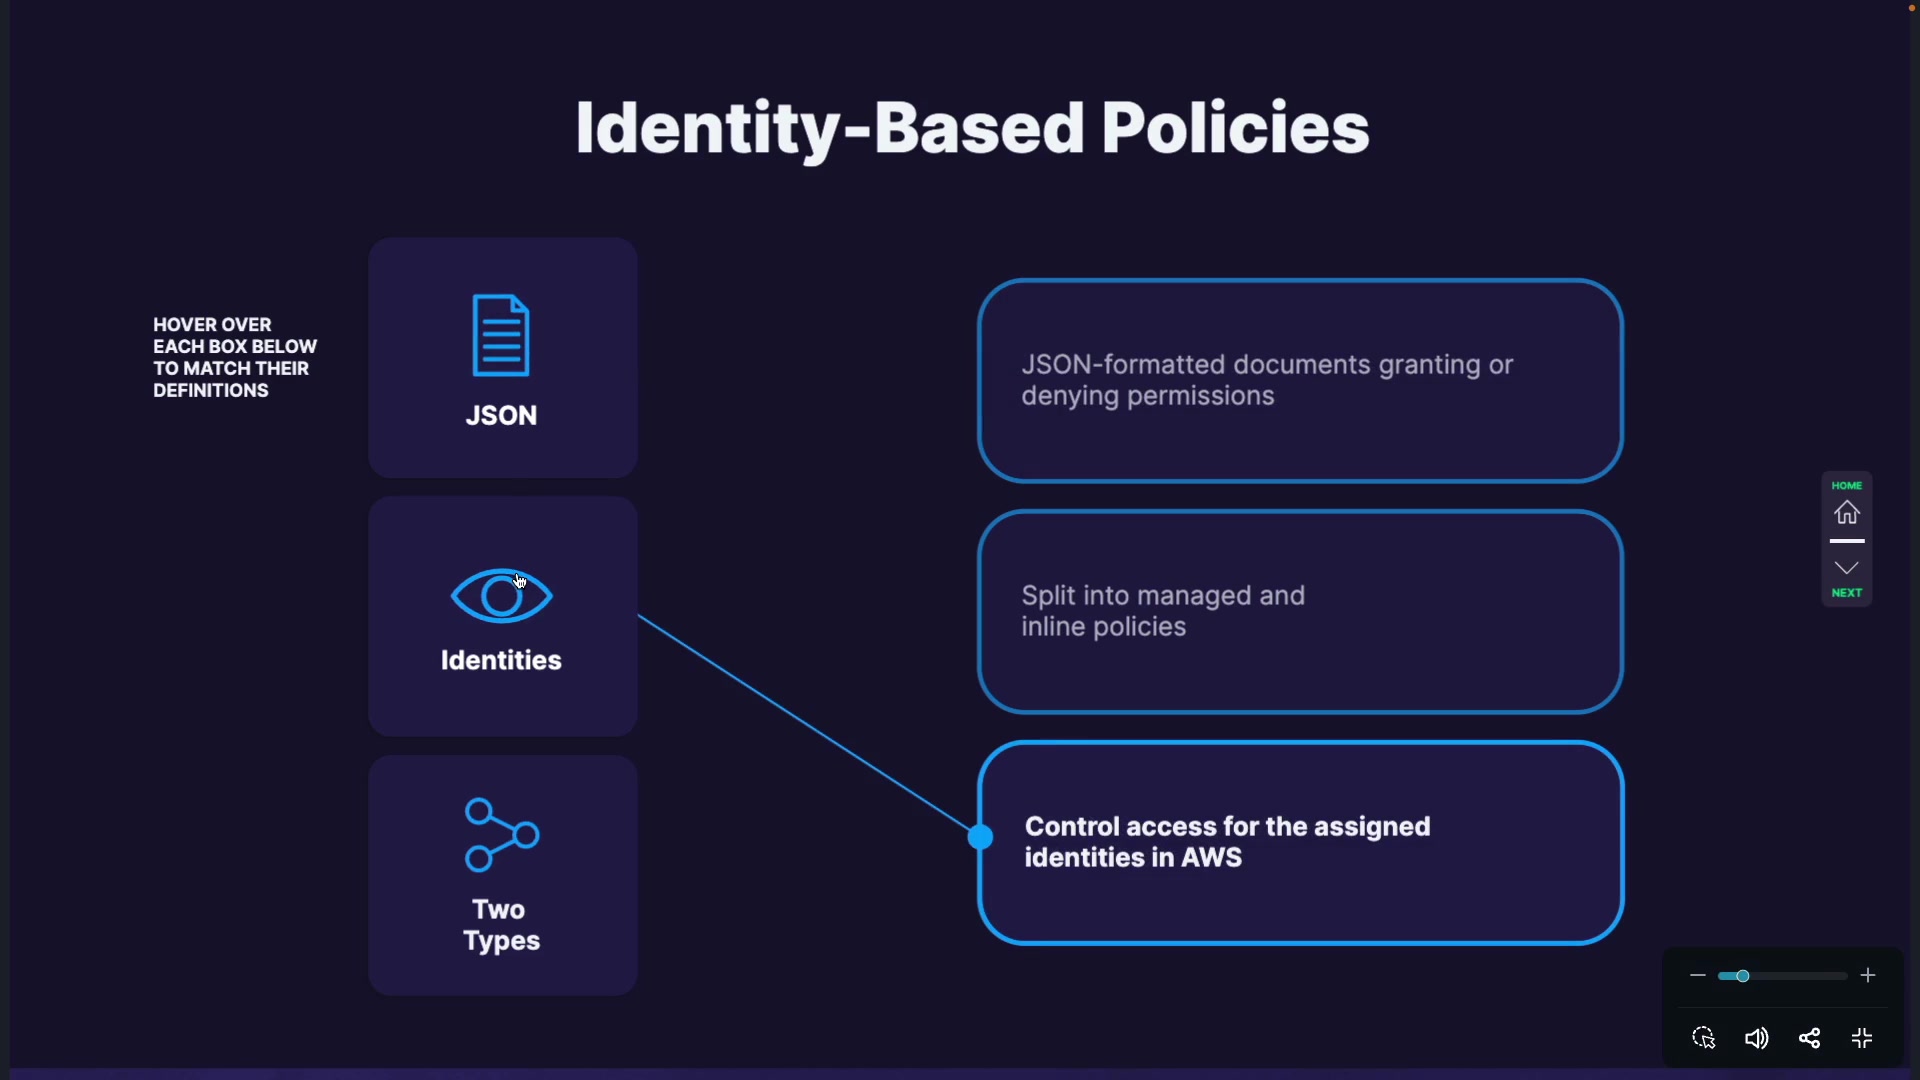 Identity-Based Policies
HOVER OVER
EACH BOX BELOW
TO MATCH THEIR
DEFINITIONS
JSON
JSON-formatted documents granting or
denying permissions
Identities
Split into managed and
inline policies
Two
Types
Control access for the assigned
identities in AWS
HOME
NEXT